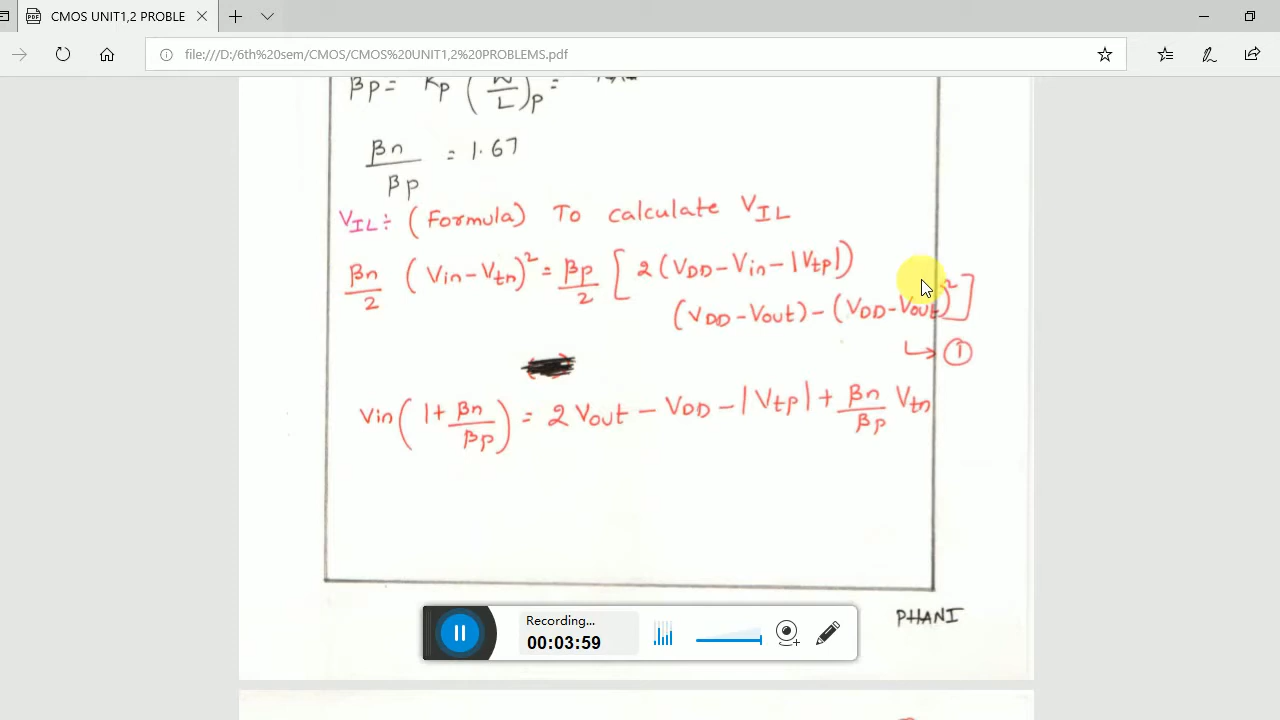 CMOS UNIT1,2 PROBLE
file:///D:/6th%20sem/CMOS/CMOS%20UNIT1,2%20PROBLEMS.pdf
βp = Kp (W/L)p =
βn/βp = 1.67
VIL÷ (Formula) To calculate VIL
βn/2 (Vin-Vtn)² = βp/2 [2(VDD-Vin-|Vtp|)
(VDD-Vout)-(VDD-Vout)²]
↳ ①
Vin(1+βn/βp) = 2Vout - VDD - |Vtp| + βn/βp Vtn
PHANI
Recording...
00:03:59